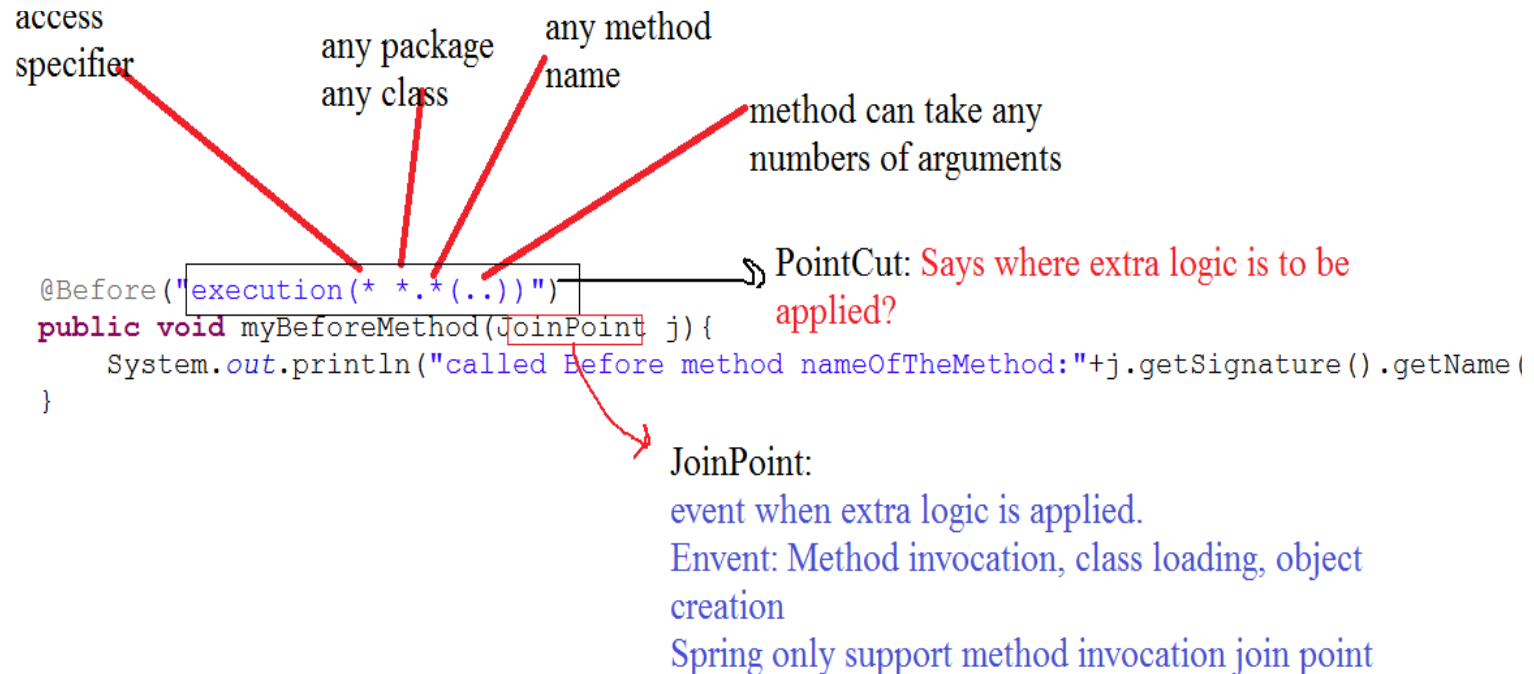 access
specifier
any package
any class
any method
name
method can take any
numbers of arguments
PointCut: Says where extra logic is to be
applied?
@Before("execution(* *.*(..))")
public void myBeforeMethod(JoinPoint j){
System.out.println("called Before method nameOfTheMethod:"+j.getSignature().getName(
}
JoinPoint:
event when extra logic is applied.
Envent: Method invocation, class loading, object
creation
Spring only support method invocation join point